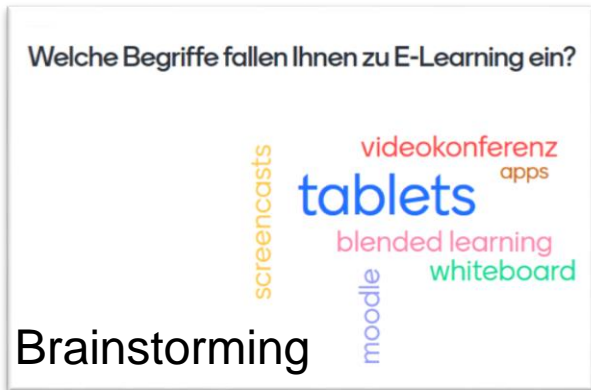 Welche Begriffe fallen Ihnen zu E-Learning ein?
videokonferenz
apps
screencasts
tablets
blended learning
whiteboard
moodle
Brainstorming